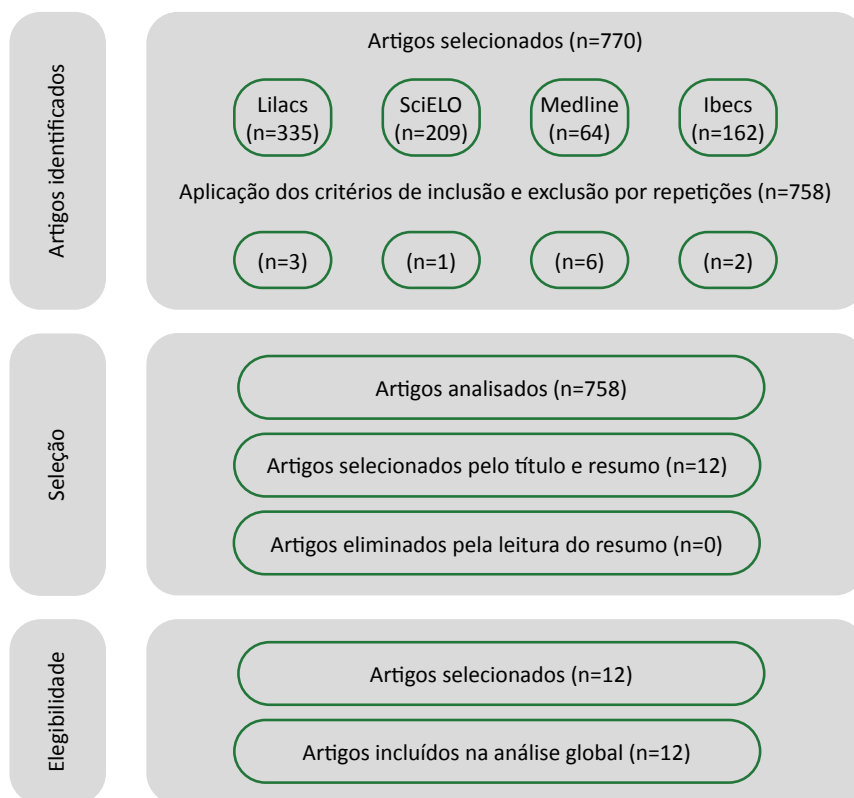 Artigos identificados
Artigos selecionados (n=770)
Lilacs
(n=335)
SciELO
(n=209)
Medline
(n=64)
Ibecs
(n=162)
Aplicação dos critérios de inclusão e exclusão por repetições (n=758)
(n=3)
(n=1)
(n=6)
(n=2)
Seleção
Artigos analisados (n=758)
Artigos selecionados pelo título e resumo (n=12)
Artigos eliminados pela leitura do resumo (n=0)
Elegibilidade
Artigos selecionados (n=12)
Artigos incluídos na análise global (n=12)